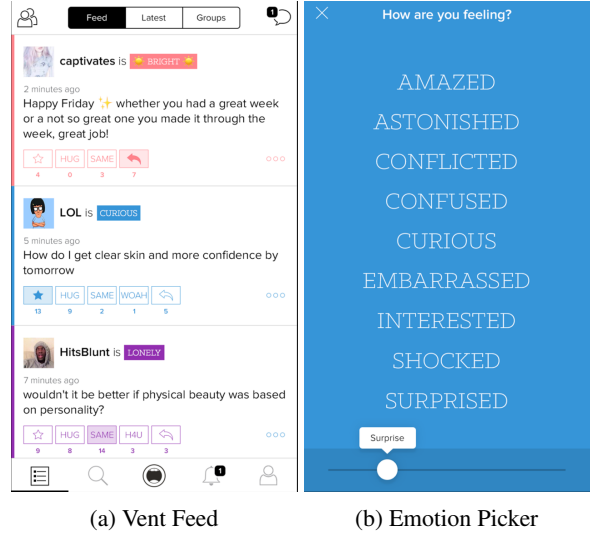 Feed Latest Groups 1
captivates is BRIGHT
2 minutes ago
Happy Friday ✨ whether you had a great week
or a not so great one you made it through the
week, great job!
HUG SAME
4 0 3 7
LOL is CURIOUS
5 minutes ago
How do I get clear skin and more confidence by
tomorrow
HUG SAME WOAH
13 9 2 1 5
HitsBlunt is LONELY
7 minutes ago
wouldn't it be better if physical beauty was based
on personality?
HUG SAME H4U
9 8 14 3 3
1
(a) Vent Feed
How are you feeling?
AMAZED
ASTONISHED
CONFLICTED
CONFUSED
CURIOUS
EMBARRASSED
INTERESTED
SHOCKED
SURPRISED
Surprise
(b) Emotion Picker